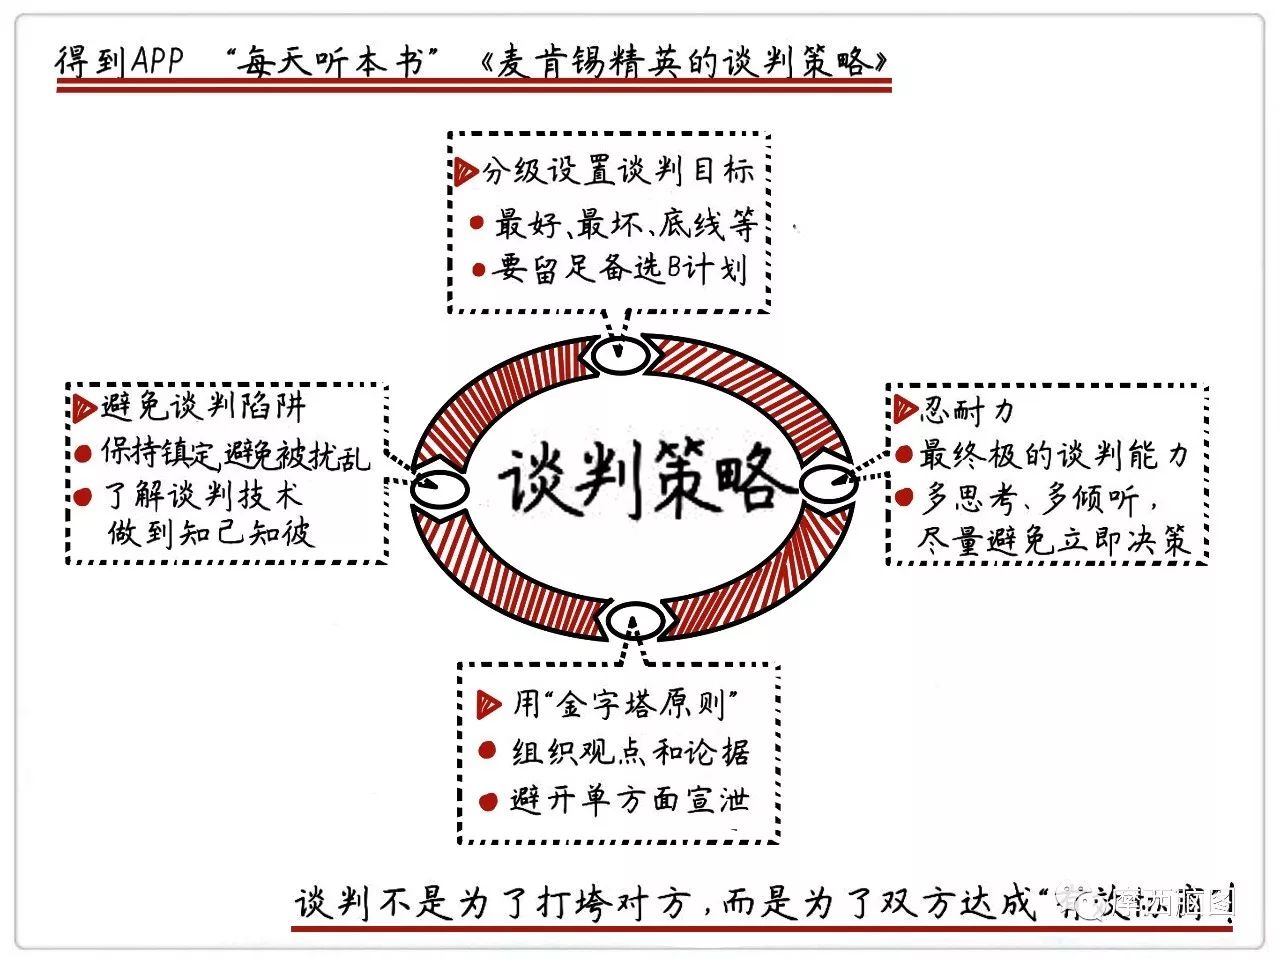 得到APP “每天听本书” 《麦肯锡精英的谈判策略》
分级设置谈判目标
最好、最坏、底线等
要留足备选B计划
避免谈判陷阱
保持镇定,避免被扰乱
了解谈判技术
做到知己知彼
谈判策略
忍耐力
最终极的谈判能力
多思考、多倾听，
尽量避免立即决策
用“金字塔原则”
组织观点和论据
避开单方面宣泄
谈判不是为了打垮对方,而是为了双方达成“
摩西抠图